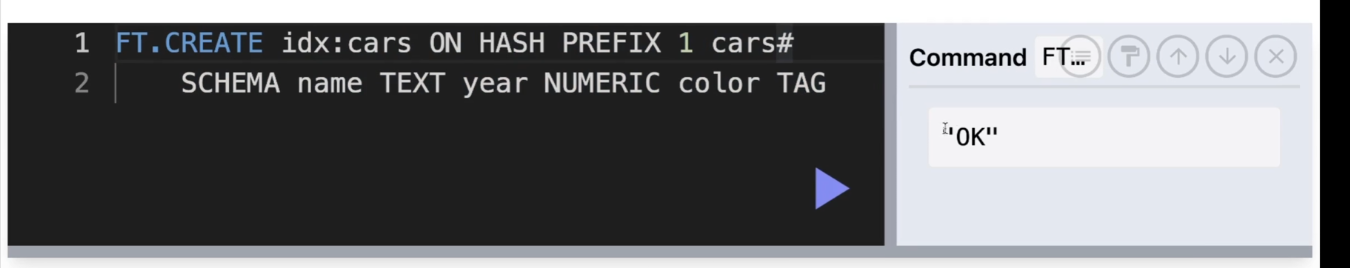 1 FT.CREATE idx:cars ON HASH PREFIX 1 cars#
2 SCHEMA name TEXT year NUMERIC color TAG
Command FT...
"OK"